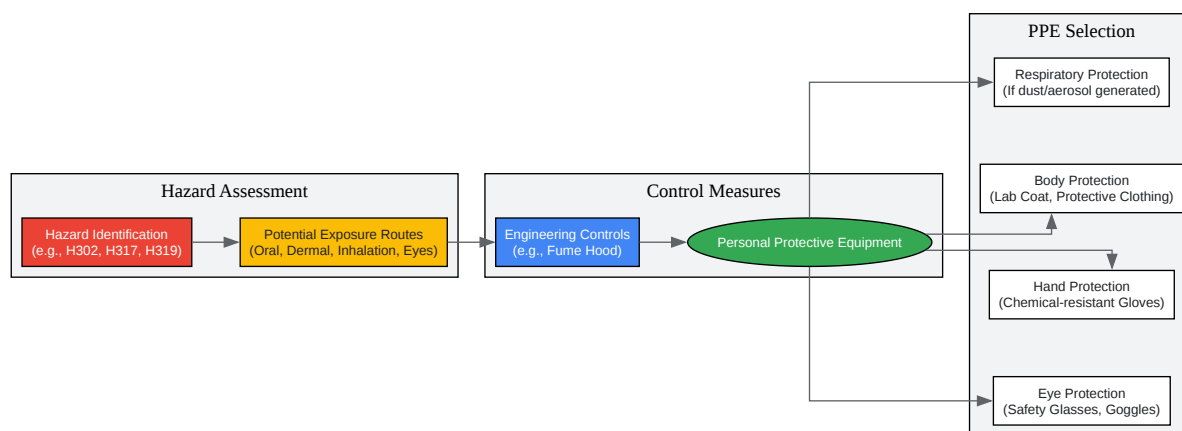 PPE Selection
Respiratory Protection
(If dust/aerosol generated)
Body Protection
(Lab Coat, Protective Clothing)
Hazard Assessment
Control Measures
Hazard Identification
(e.g., H302, H317, H319)
Potential Exposure Routes
(Oral, Dermal, Inhalation, Eyes)
Engineering Controls
(e.g., Fume Hood)
Personal Protective Equipment
Hand Protection
(Chemical-resistant Gloves)
Eye Protection
(Safety Glasses, Goggles)